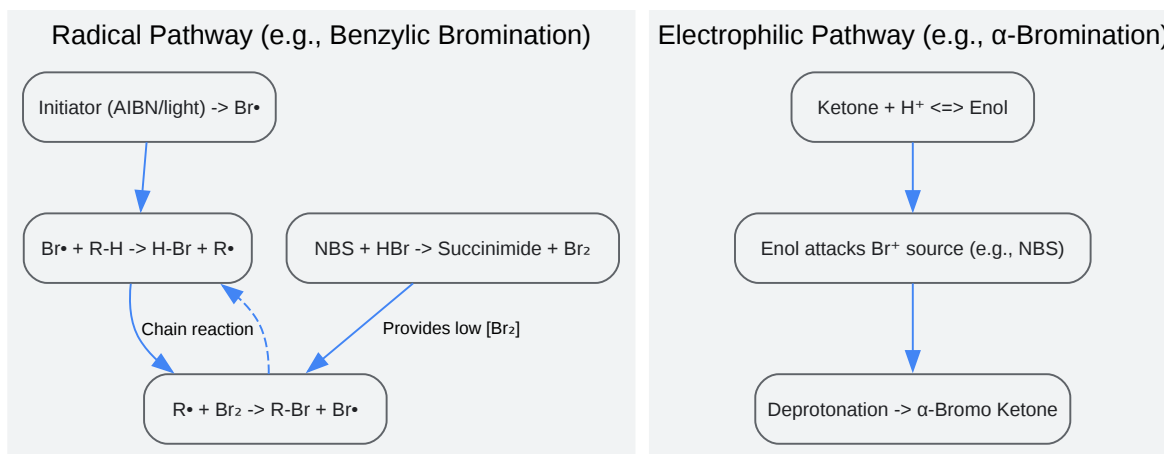 Radical Pathway (e.g., Benzylic Bromination)
Initiator (AIBN/light) -> Br•
Br• + R-H -> H-Br + R•
NBS + HBr -> Succinimide + Br₂
Chain reaction
Provides low [Br₂]
R• + Br₂ -> R-Br + Br•
Electrophilic Pathway (e.g., α-Bromination)
Ketone + H⁺ <=> Enol
Enol attacks Br⁺ source (e.g., NBS)
Deprotonation -> α-Bromo Ketone